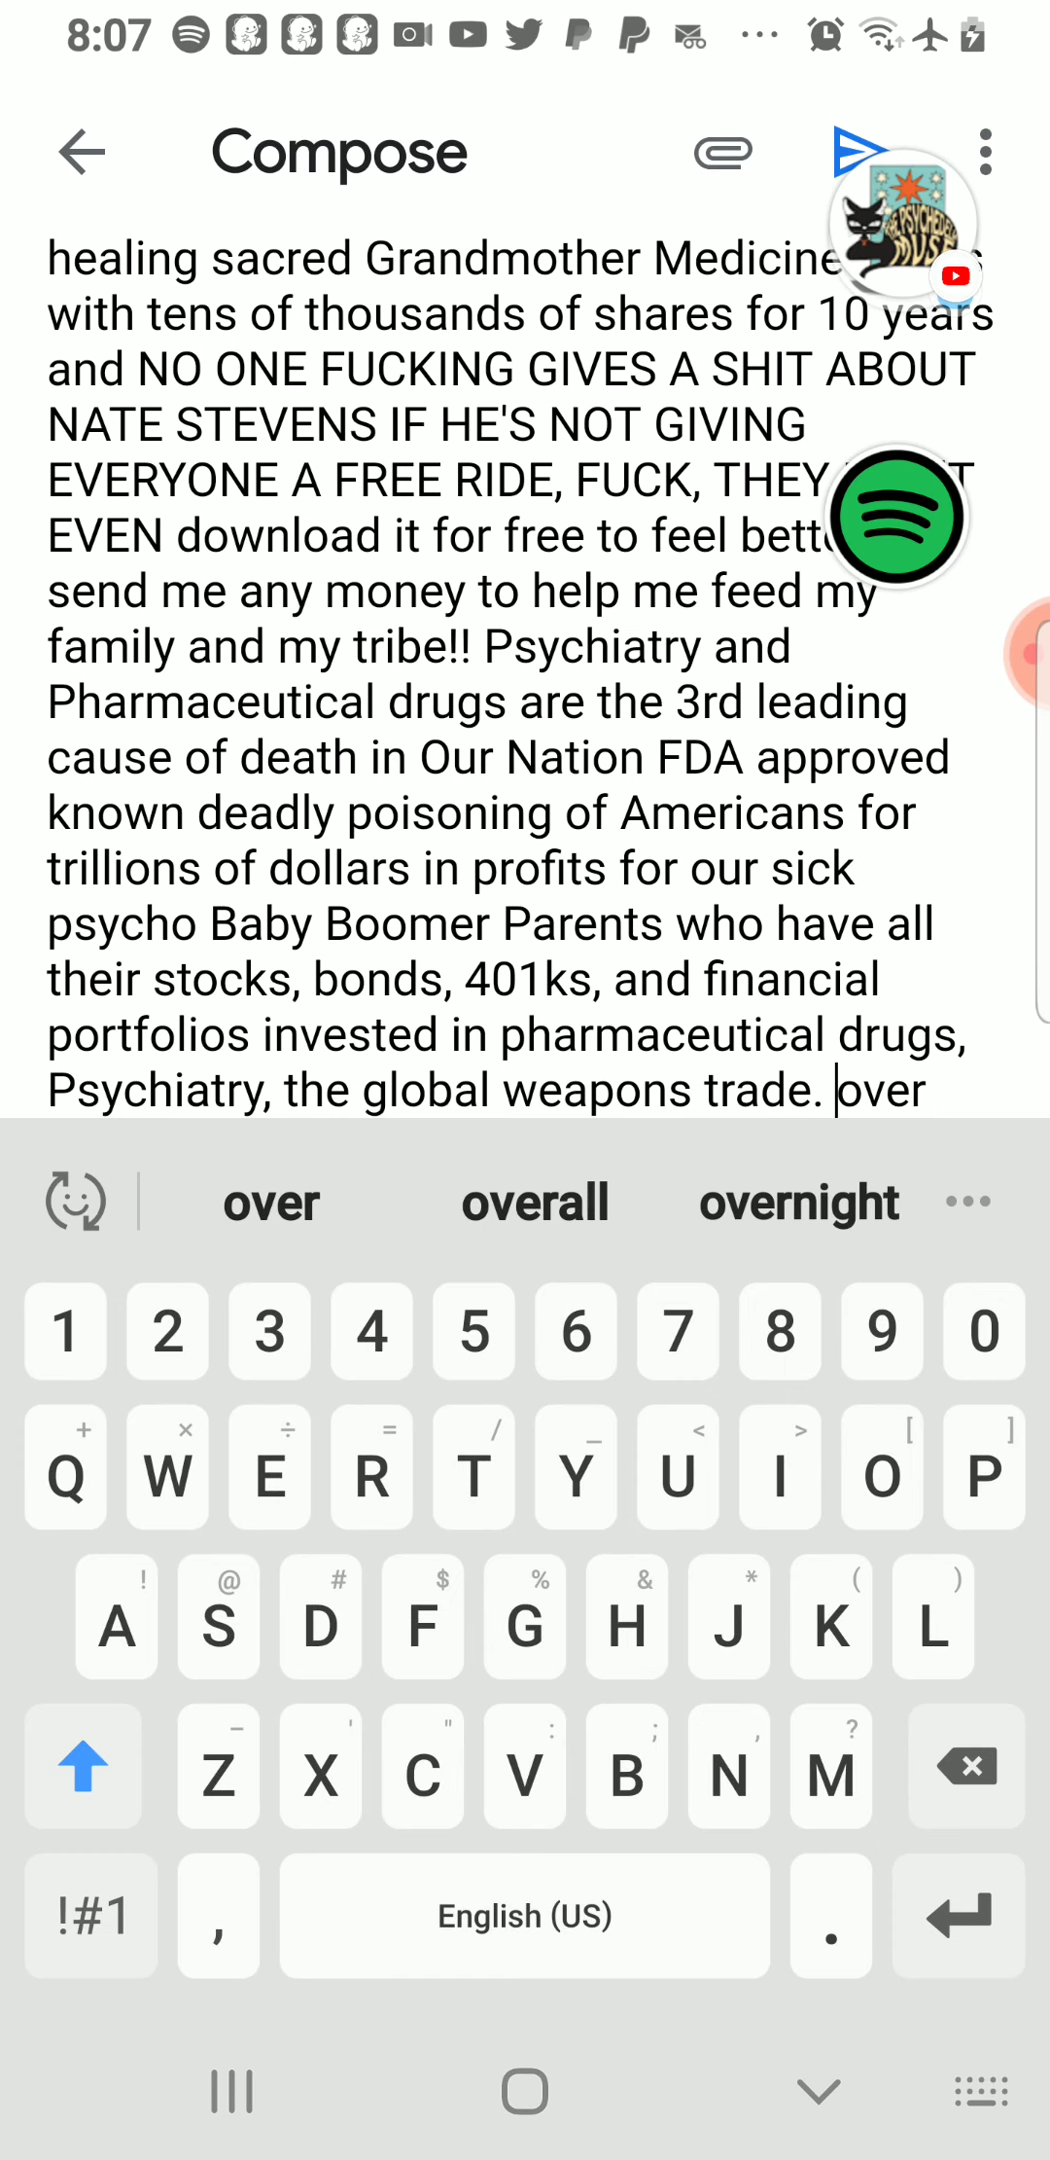 8:07
Compose
healing sacred Grandmother Medicine
with tens of thousands of shares for 10 years
and NO ONE FUCKING GIVES A SHIT ABOUT
NATE STEVENS IF HE'S NOT GIVING
EVERYONE A FREE RIDE, FUCK, THEY
EVEN download it for free to feel
send me any money to help me feed my
family and my tribe!! Psychiatry and
Pharmaceutical drugs are the 3rd leading
cause of death in Our Nation FDA approved
known deadly poisoning of Americans for
trillions of dollars in profits for our sick
psycho Baby Boomer Parents who have all
their stocks, bonds, 401ks, and financial
portfolios invested in pharmaceutical drugs,
Psychiatry, the global weapons trade. over
over overall overnight
1 2 3 4 5 6 7 8 9 0
+ × ÷ = / _ < > [ ]
Q W E R T Y U I O P
! @ # $ % & * ( )
A S D F G H J K L
- ' " : ; , ?
Z X C V B N M
!#1 , English (US) .